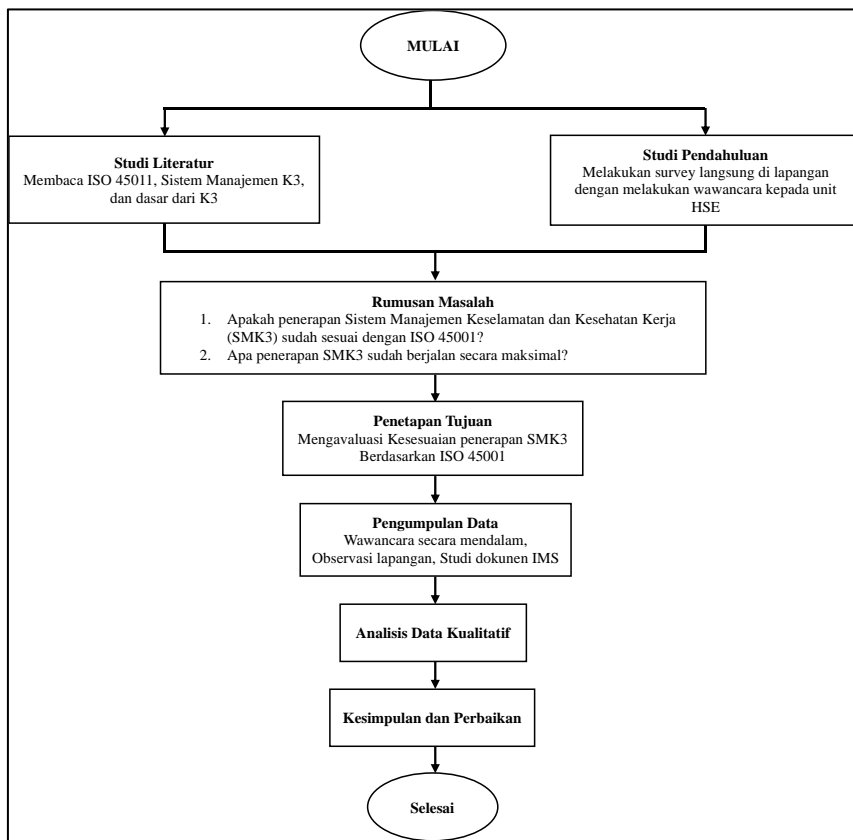 MULAI
Studi Literatur
Membaca ISO 45011, Sistem Manajemen K3,
dan dasar dari K3
Studi Pendahuluan
Melakukan survey langsung di lapangan
dengan melakukan wawancara kepada unit
HSE
Rumusan Masalah
1. Apakah penerapan Sistem Manajemen Keselamatan dan Kesehatan Kerja
(SMK3) sudah sesuai dengan ISO 45001?
2. Apa penerapan SMK3 sudah berjalan secara maksimal?
Penetapan Tujuan
Mengavaluasi Kesesuaian penerapan SMK3
Berdasarkan ISO 45001
Pengumpulan Data
Wawancara secara mendalam,
Observasi lapangan, Studi dokunen IMS
Analisis Data Kualitatif
Kesimpulan dan Perbaikan
Selesai